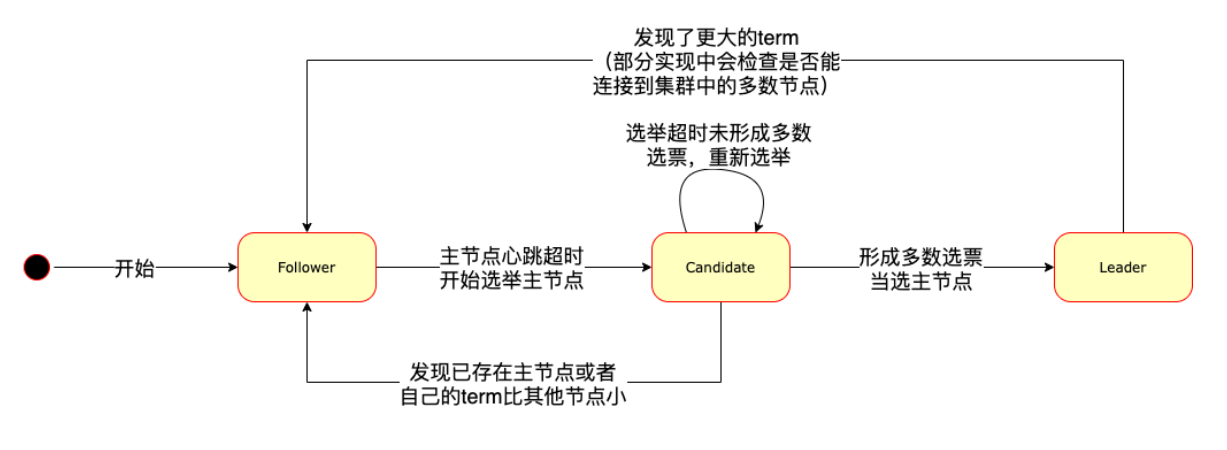 发现了更大的term
（部分实现中会检查是否能
连接到集群中的多数节点）
选举超时未形成多数
选票，重新选举
开始
Follower
主节点心跳超时
开始选举主节点
Candidate
形成多数选票
当选主节点
Leader
发现已存在主节点或者
自己的term比其他节点小